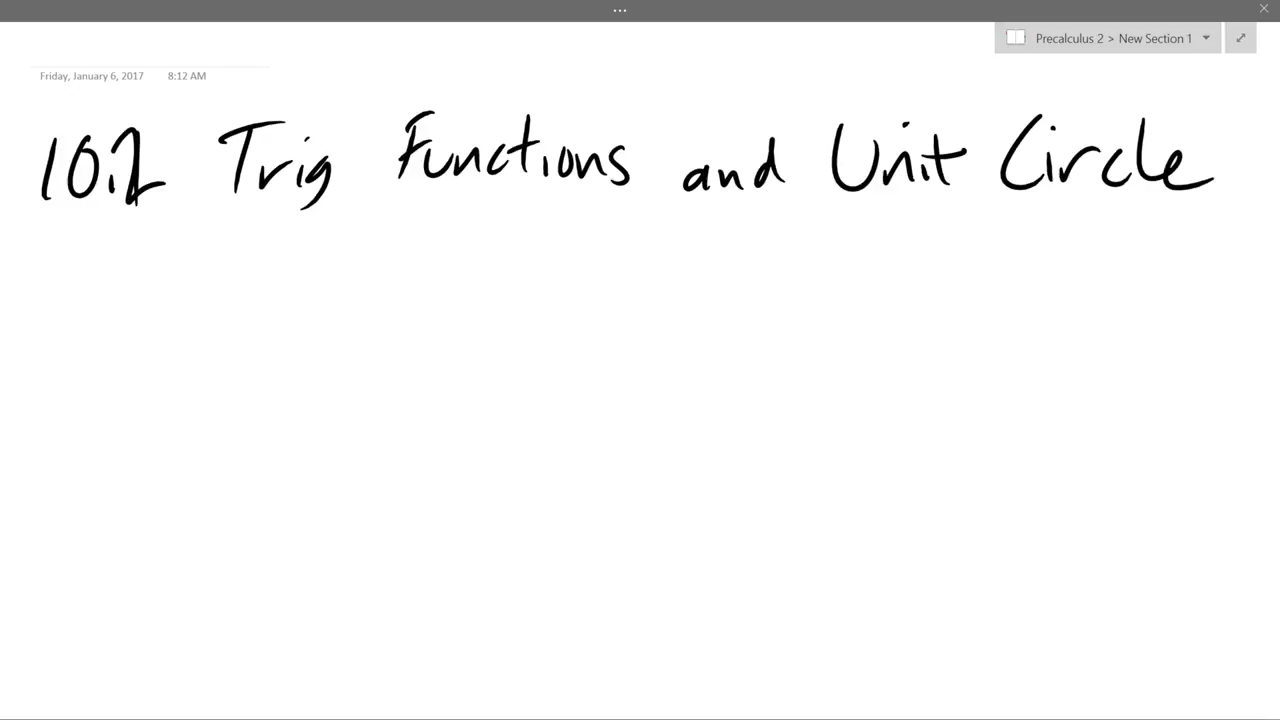 ...
Precalculus 2 > New Section 1
Friday, January 6, 2017 8:12 AM
10.2 Trig Functions and Unit Circle